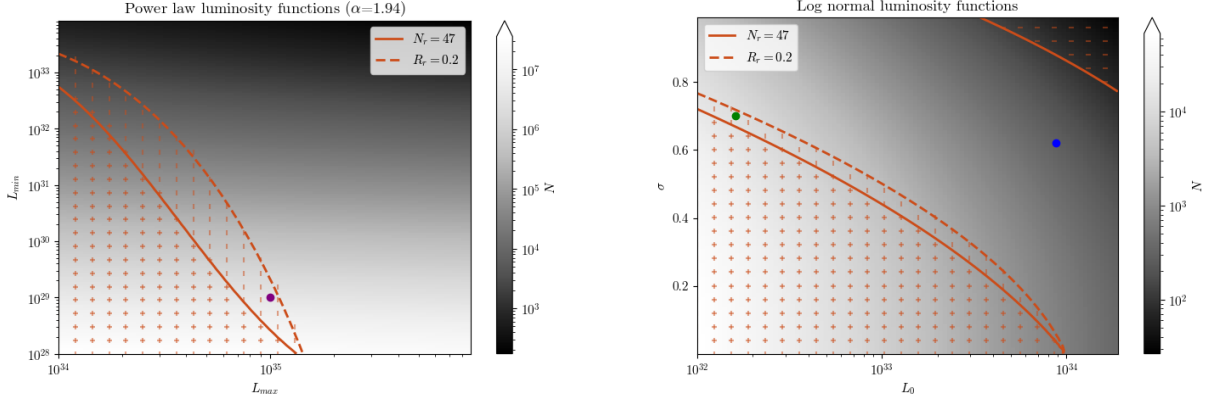 Power law luminosity functions (α=1.94)
N_r = 47
R_r = 0.2
10^33
10^32
10^31
10^30
10^29
10^28
L_min
10^34
10^35
L_max
10^7
10^6
10^5
10^4
10^3
N
Log normal luminosity functions
N_r = 47
R_r = 0.2
0.8
0.6
0.4
0.2
σ
10^32
10^33
10^34
L_0
10^4
10^3
10^2
N